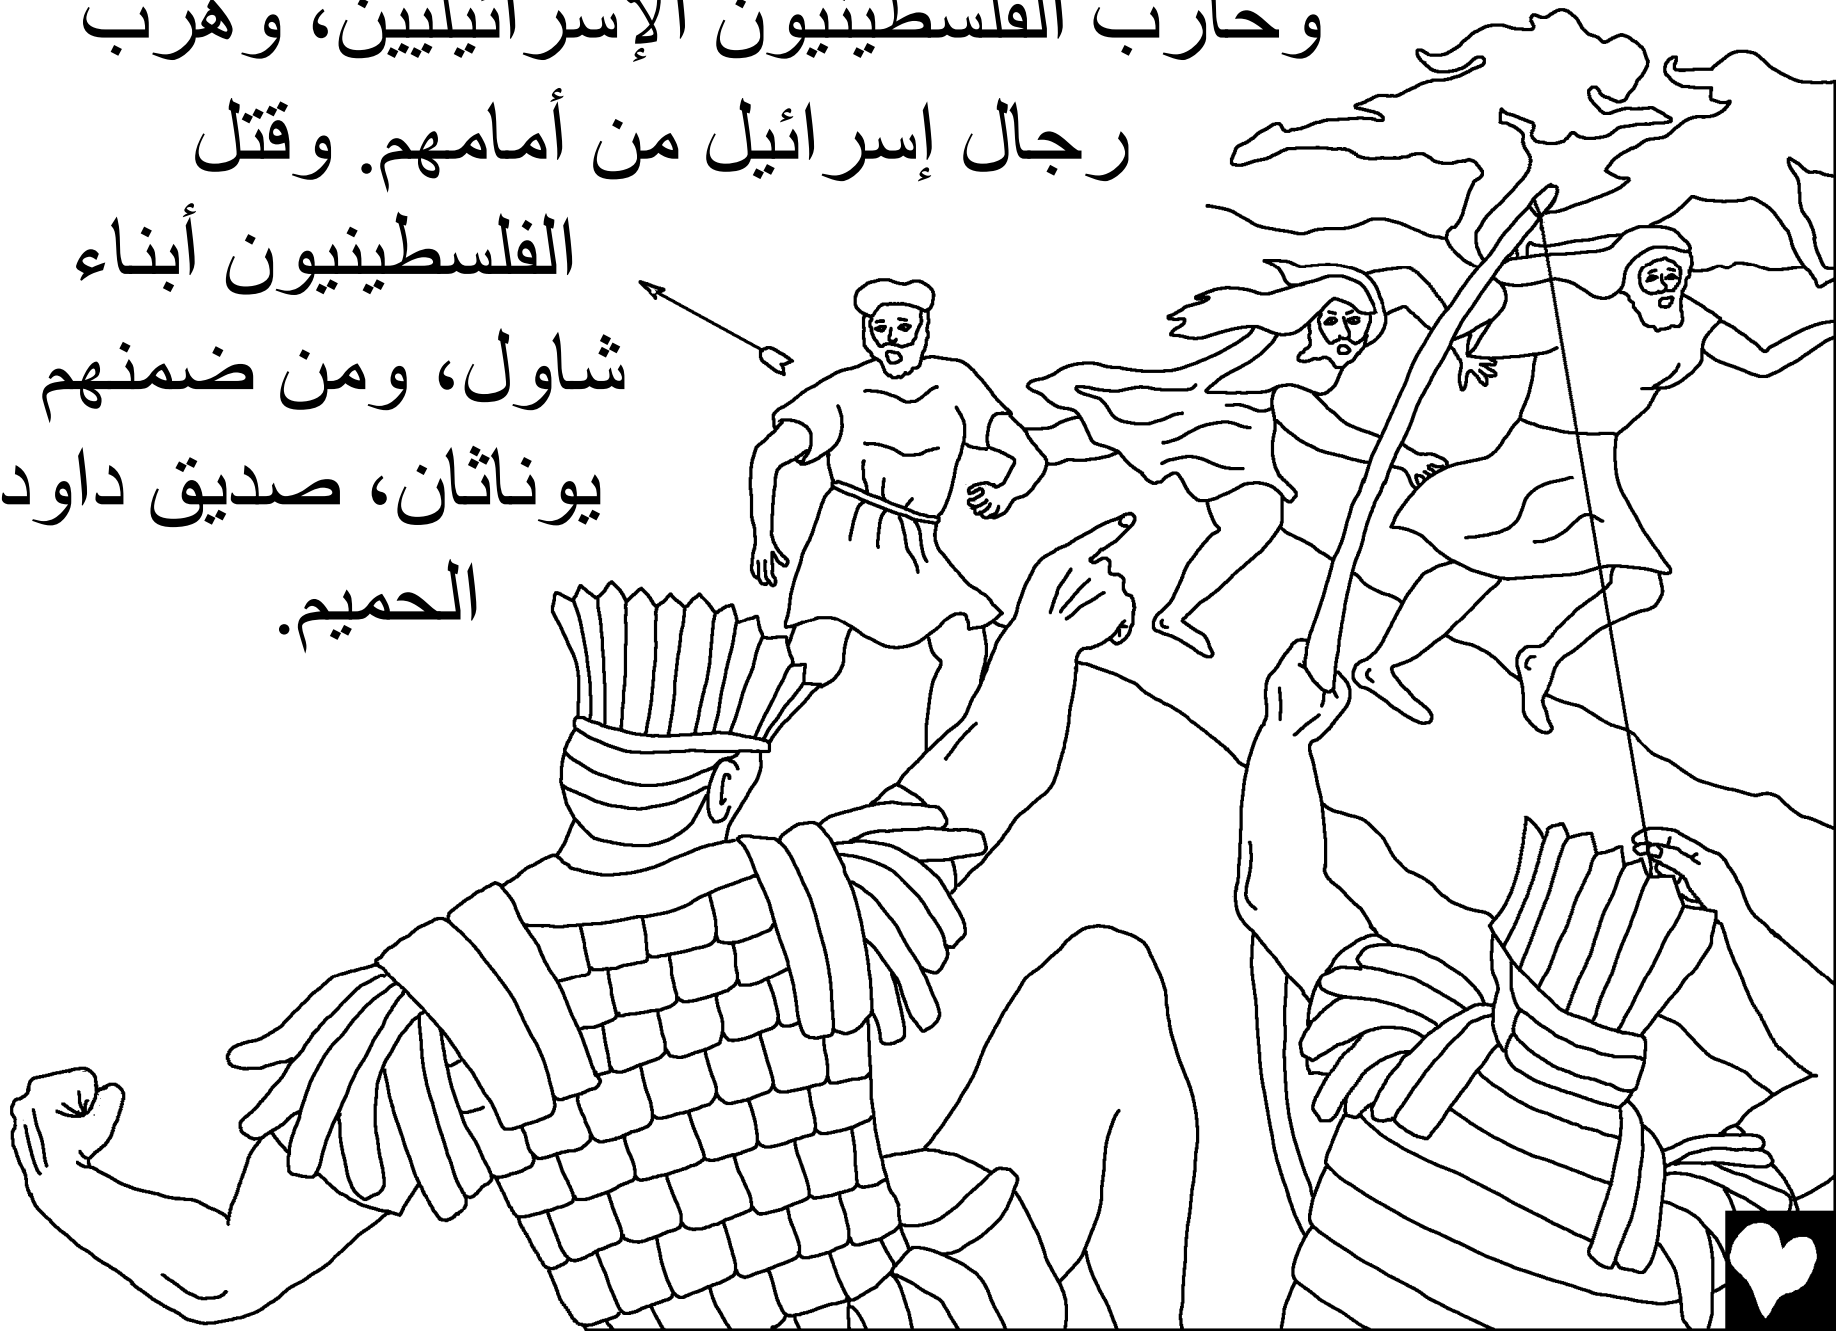 وحارب الفلسطينيون الإسرائيليين، وهرب
رجال إسرائيل من أمامهم. وقتل
الفلسطينيون أبناء
شاول، ومن ضمنهم
يوناثان، صديق داود
الحميم.